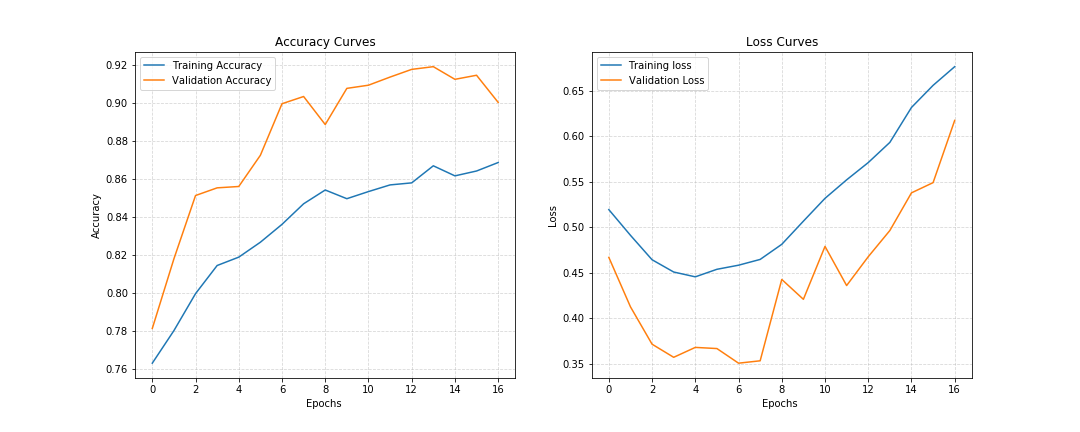 Accuracy Curves
Training Accuracy
Validation Accuracy
0.92
0.90
0.88
0.86
0.84
0.82
0.80
0.78
0.76
Accuracy
0 2 4 6 8 10 12 14 16
Epochs
Loss Curves
Training loss
Validation Loss
0.65
0.60
0.55
0.50
0.45
0.40
0.35
Loss
0 2 4 6 8 10 12 14 16
Epochs